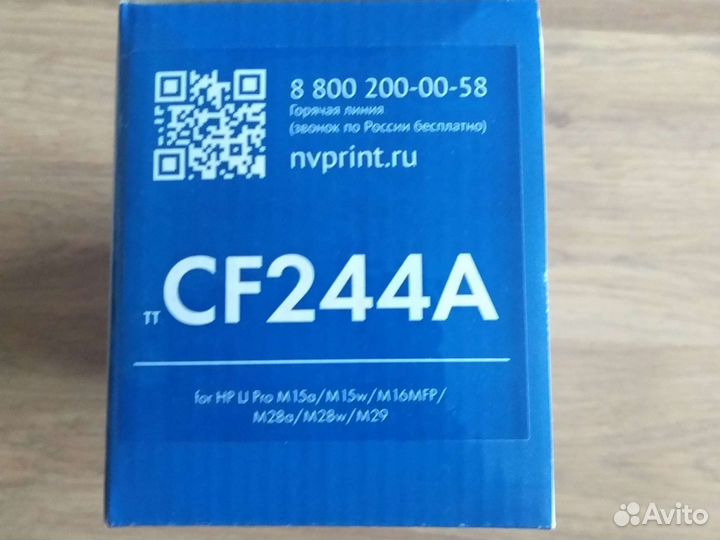 8 800 200-00-58
Горячая линия
(звонок по России бесплатно)
nvprint.ru
TT CF244A
for HP LJ Pro M15a/M15w/M16MFP/
M28a/M28w/M29
Avito